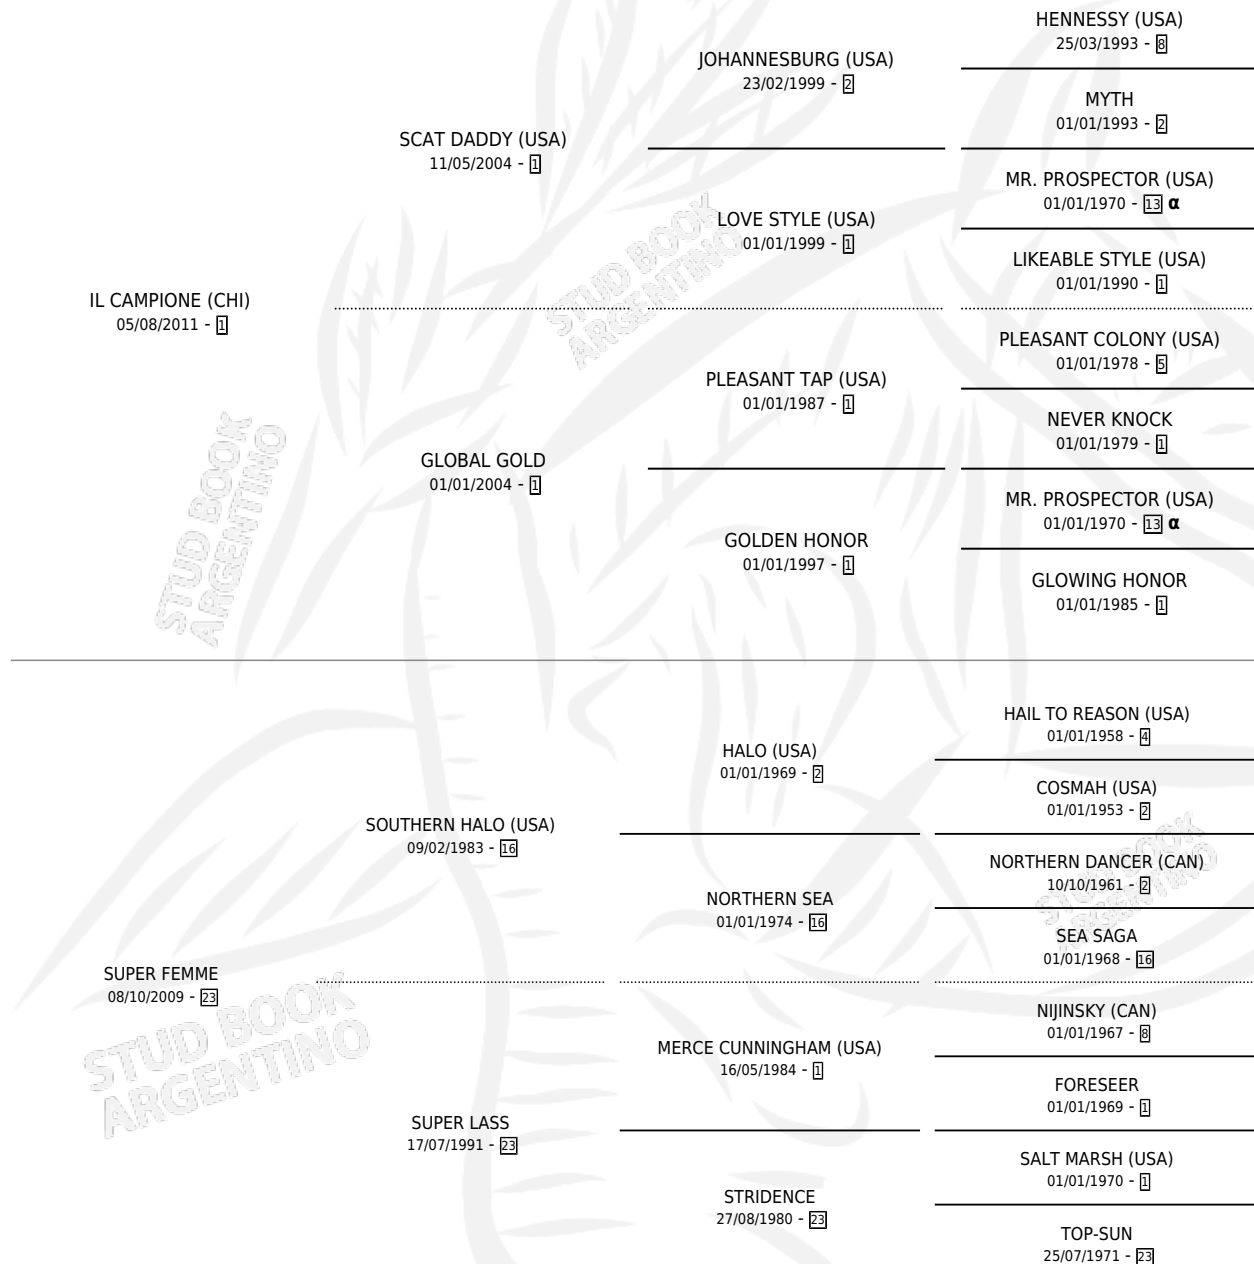 HENNESSY (USA)
25/03/1993 - 8
JOHANNESBURG (USA)
23/02/1999 - 2
MYTH
01/01/1993 - 2
SCAT DADDY (USA)
11/05/2004 - 1
MR. PROSPECTOR (USA)
01/01/1970 - 13 α
LOVE STYLE (USA)
01/01/1999 - 1
LIKEABLE STYLE (USA)
01/01/1990 - 1
IL CAMPIONE (CHI)
05/08/2011 - 1
PLEASANT COLONY (USA)
01/01/1978 - 5
PLEASANT TAP (USA)
01/01/1987 - 1
NEVER KNOCK
01/01/1979 - 1
GLOBAL GOLD
01/01/2004 - 1
MR. PROSPECTOR (USA)
01/01/1970 - 13 α
GOLDEN HONOR
01/01/1997 - 1
GLOWING HONOR
01/01/1985 - 1
HAIL TO REASON (USA)
01/01/1958 - 4
HALO (USA)
01/01/1969 - 2
COSMAH (USA)
01/01/1953 - 2
SOUTHERN HALO (USA)
09/02/1983 - 16
NORTHERN DANCER (CAN)
10/10/1961 - 2
NORTHERN SEA
01/01/1974 - 16
SEA SAGA
01/01/1968 - 16
SUPER FEMME
08/10/2009 - 23
NIJINSKY (CAN)
01/01/1967 - 8
MERCE CUNNINGHAM (USA)
16/05/1984 - 1
FORESEER
01/01/1969 - 1
SUPER LASS
17/07/1991 - 23
SALT MARSH (USA)
01/01/1970 - 1
STRIDENCE
27/08/1980 - 23
TOP-SUN
25/07/1971 - 23
STUD BOOK
ARGENTINO
STUD BOOK
ARGENTINO
STUD BOOK
ARGENTINO
STUD BOOK
ARGENTINO